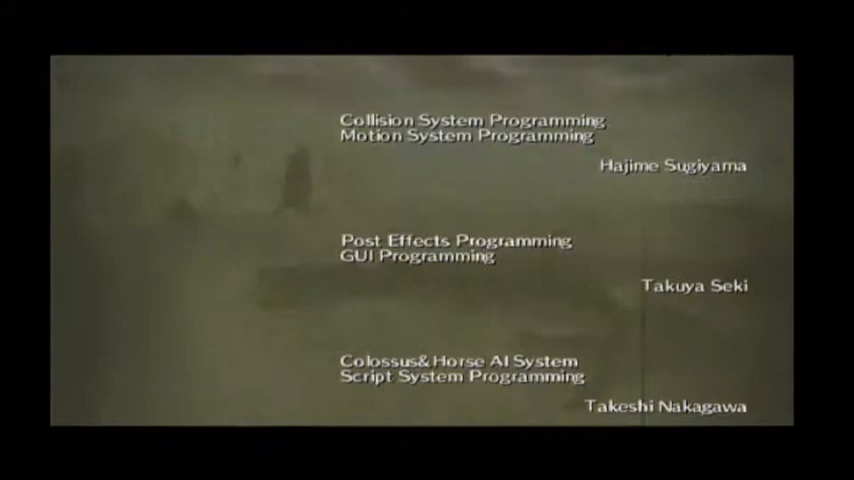 Collision System Programming
Motion System Programming
Hajime Sugiyama
Post Effects Programming
GUI Programming
Takuya Seki
Colossus&Horse AI System
Script System Programming
Takeshi Nakagawa